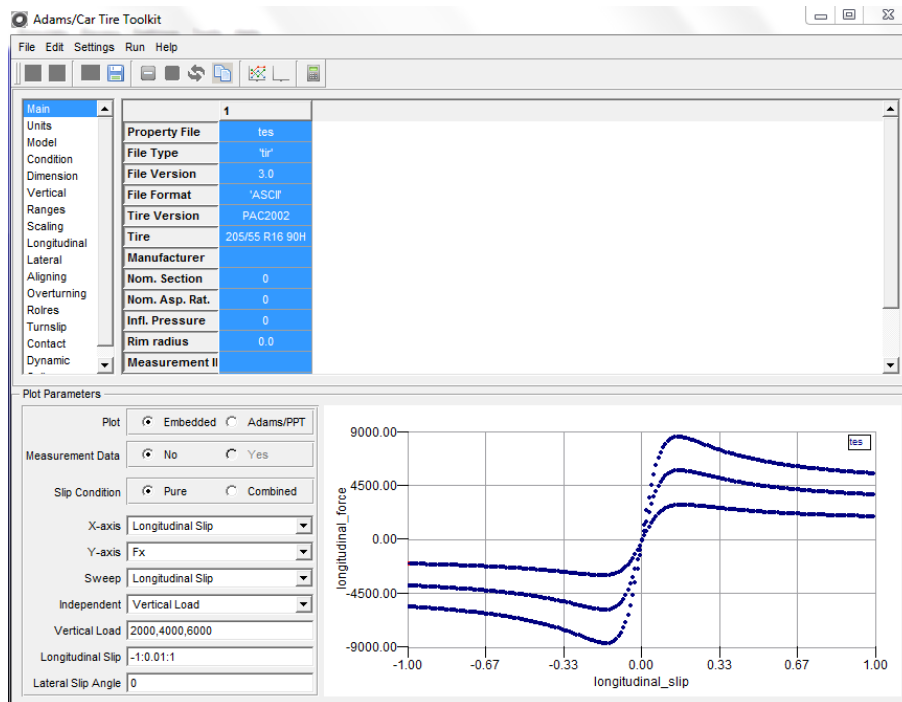 Adams/Car Tire Toolkit
File Edit Settings Run Help
Main
Units
Model
Condition
Dimension
Vertical
Ranges
Scaling
Longitudinal
Lateral
Aligning
Overturning
Rolres
Turnslip
Contact
Dynamic
1
Property File tes
File Type 'tir'
File Version 3.0
File Format 'ASCII'
Tire Version PAC2002
Tire 205/55 R16 90H
Manufacturer
Nom. Section 0
Nom. Asp. Rat. 0
Infl. Pressure 0
Rim radius 0.0
Measurement II
Plot Parameters
Plot Embedded Adams/PPT
Measurement Data No Yes
Slip Condition Pure Combined
X-axis Longitudinal Slip
Y-axis Fx
Sweep Longitudinal Slip
Independent Vertical Load
Vertical Load 2000,4000,6000
Longitudinal Slip -1:0.01:1
Lateral Slip Angle 0
longitudinal_force
9000.00
4500.00
0.00
-4500.00
-9000.00
tes
-1.00 -0.67 -0.33 0.00 0.33 0.67 1.00
longitudinal_slip